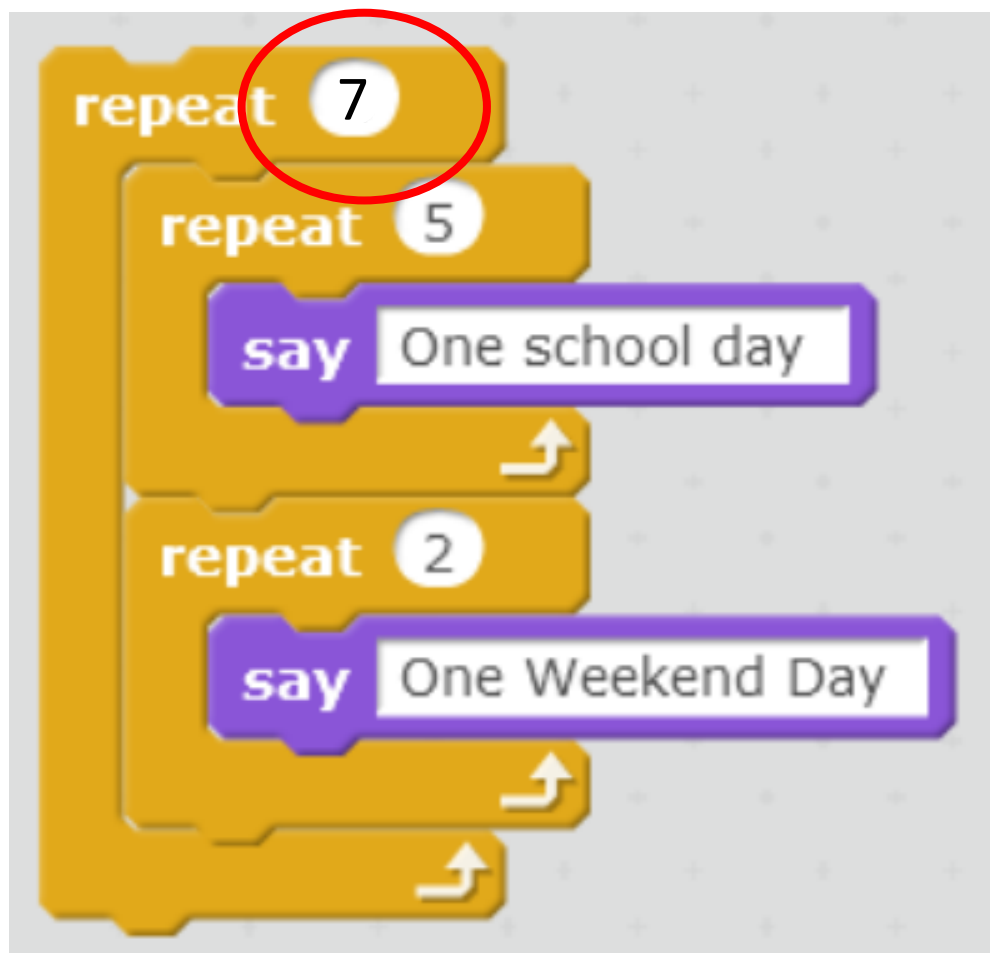 repeat 7
repeat 5
say One school day
repeat 2
say One Weekend Day